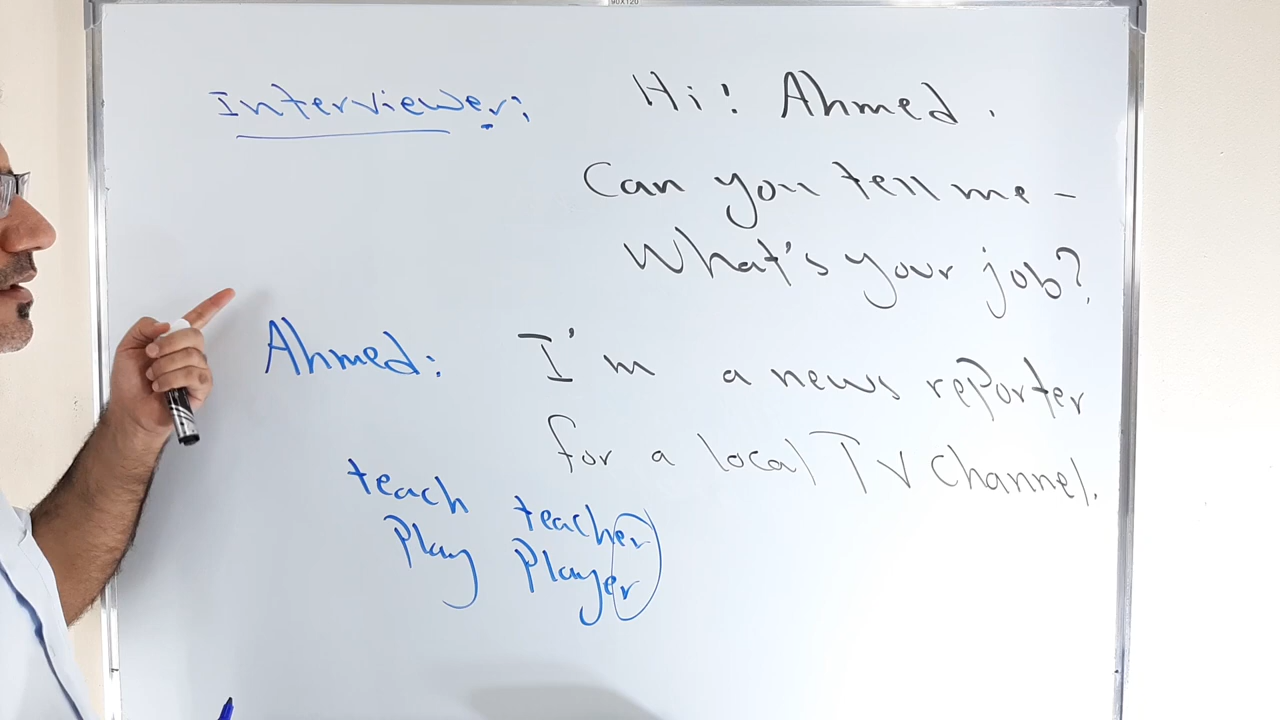 90X120
Interviewer: Hi! Ahmed.
Can you tell me -
What's your job?
Ahmed: I'm a news reporter
for a local TV Channel.
teach teacher
Play Player